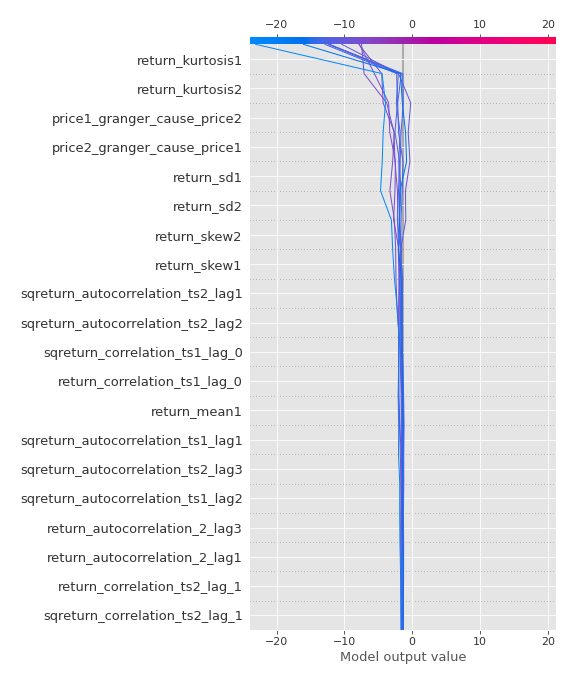 −20 −10 0 10 20
return_kurtosis1
return_kurtosis2
price1_granger_cause_price2
price2_granger_cause_price1
return_sd1
return_sd2
return_skew2
return_skew1
sqreturn_autocorrelation_ts2_lag1
sqreturn_autocorrelation_ts2_lag2
sqreturn_correlation_ts1_lag_0
return_correlation_ts1_lag_0
return_mean1
sqreturn_autocorrelation_ts1_lag1
sqreturn_autocorrelation_ts2_lag3
sqreturn_autocorrelation_ts1_lag2
return_autocorrelation_2_lag3
return_autocorrelation_2_lag1
return_correlation_ts2_lag_1
sqreturn_correlation_ts2_lag_1
−20 −10 0 10 20
Model output value